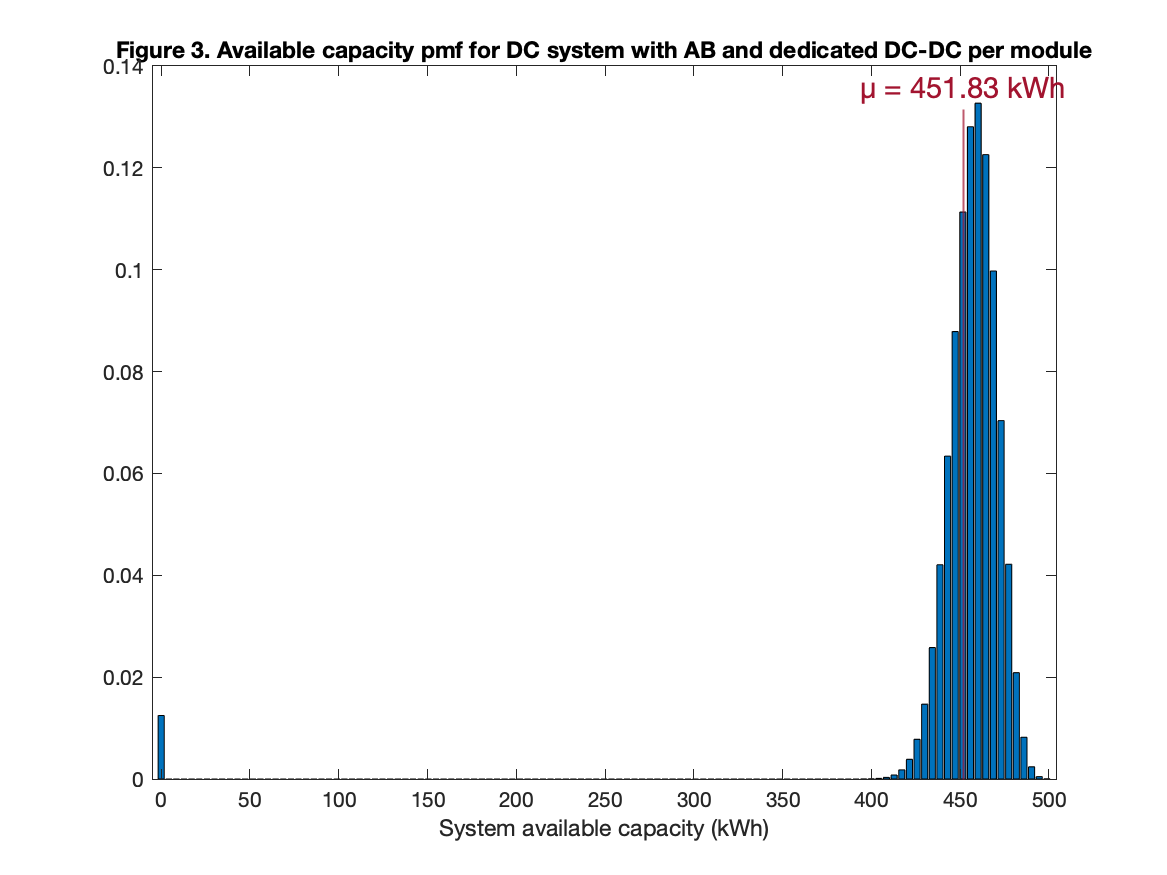 Figure 3. Available capacity pmf for DC system with AB and dedicated DC-DC per module
μ = 451.83 kWh
0.14
0.12
0.1
0.08
0.06
0.04
0.02
0
0 50 100 150 200 250 300 350 400 450 500
System available capacity (kWh)